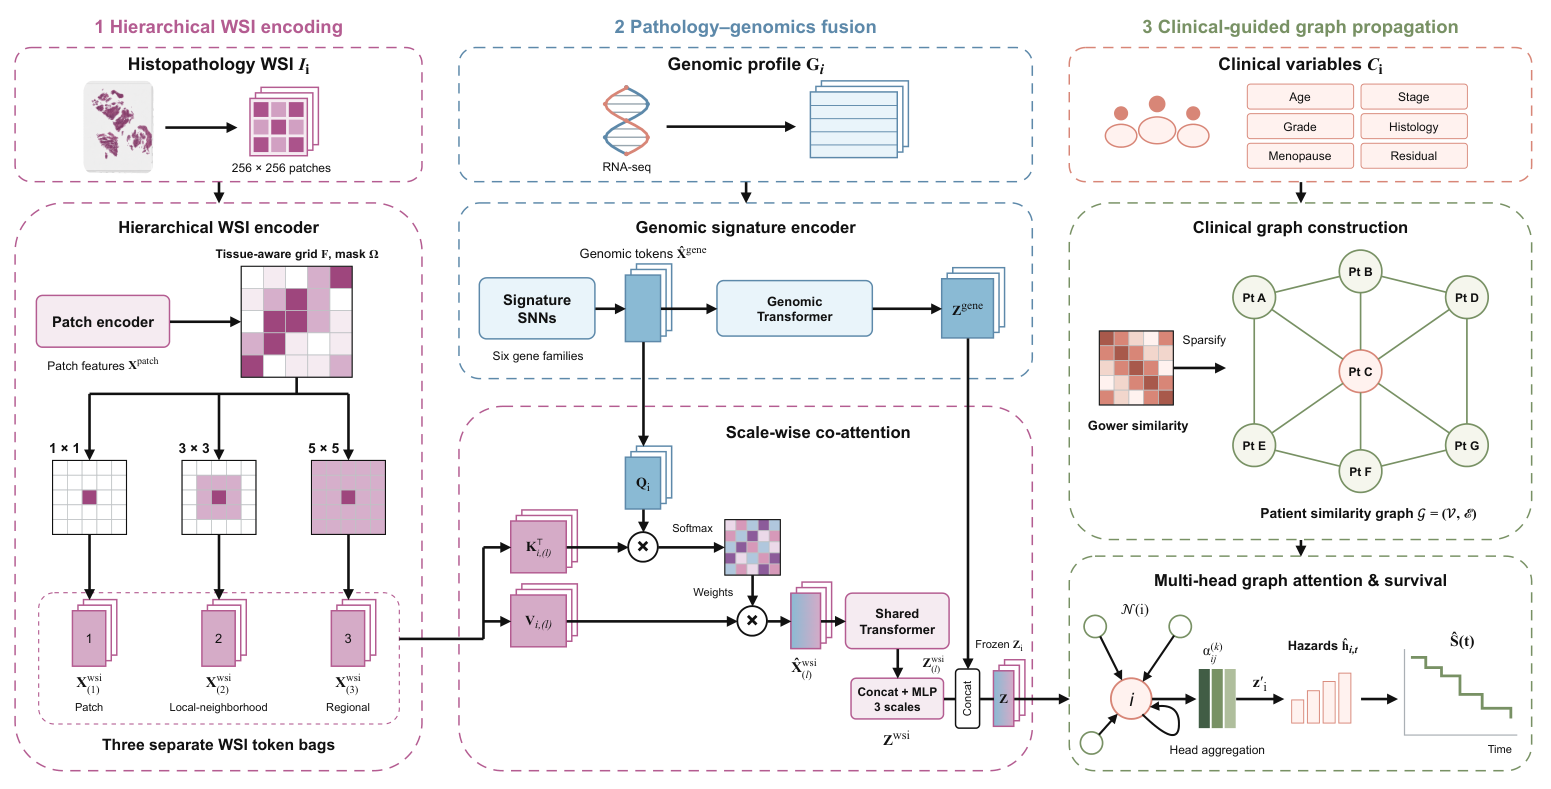 1 Hierarchical WSI encoding
Histopathology WSI Iᵢ
256 × 256 patches
Hierarchical WSI encoder
Tissue-aware grid F, mask Ω
Patch encoder
Patch features X^patch
1 × 1
3 × 3
5 × 5
1
2
3
X^wsi_(1)
X^wsi_(2)
X^wsi_(3)
Patch
Local-neighborhood
Regional
Three separate WSI token bags
2 Pathology–genomics fusion
Genomic profile Gᵢ
RNA-seq
Genomic signature encoder
Genomic tokens X̂^gene
Signature
SNNs
Genomic
Transformer
Z^gene
Six gene families
Scale-wise co-attention
Qᵢ
Softmax
K^⊤_i,(l)
×
Weights
V_i,(l)
×
Shared
Transformer
X̂^wsi_(l)
Z^wsi_(l)
Frozen Zᵢ
Concat + MLP
3 scales
Concat
Z
Z^wsi
3 Clinical-guided graph propagation
Clinical variables Cᵢ
Age
Stage
Grade
Histology
Menopause
Residual
Clinical graph construction
Pt B
Pt A
Pt D
Sparsify
Pt C
Gower similarity
Pt E
Pt G
Pt F
Patient similarity graph 𝒢 = (𝒱, ℰ)
Multi-head graph attention & survival
𝒩(i)
α^(k)_ij
Hazards ĥ_i,t
Ŝ(t)
i
z′ᵢ
Head aggregation
Time